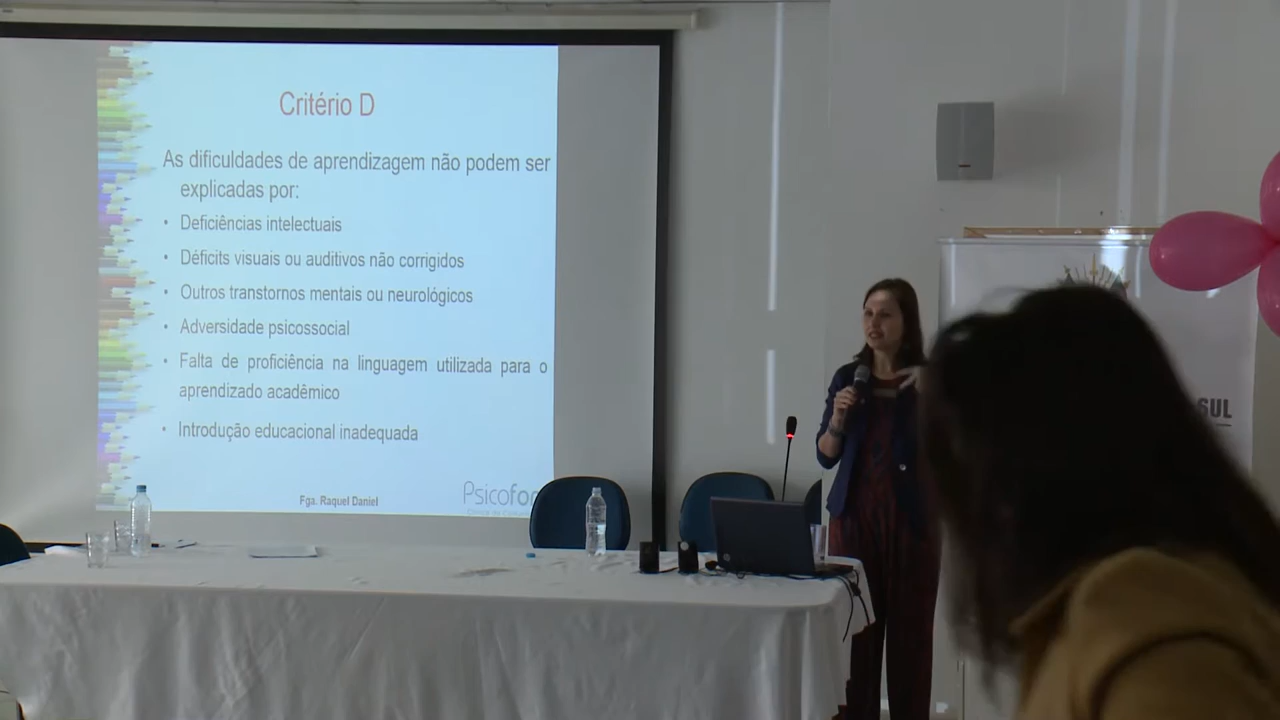 Critério D
As dificuldades de aprendizagem não podem ser
explicadas por:
• Deficiências intelectuais
• Déficits visuais ou auditivos não corrigidos
• Outros transtornos mentais ou neurológicos
• Adversidade psicossocial
• Falta de proficiência na linguagem utilizada para o
aprendizado acadêmico
• Introdução educacional inadequada
Fga. Raquel Daniel
Psicofon
SUL